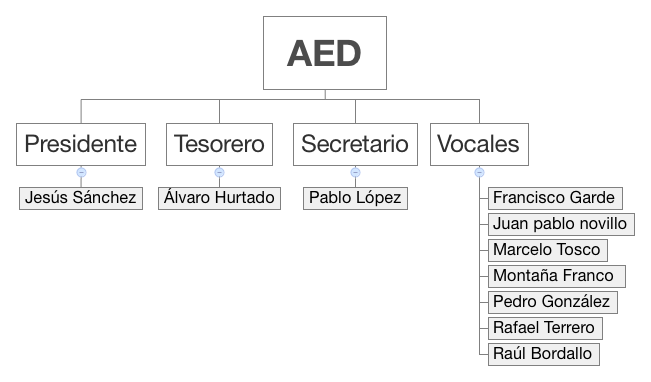 AED
Presidente
Tesorero
Secretario
Vocales
Jesús Sánchez
Álvaro Hurtado
Pablo López
Francisco Garde
Juan pablo novillo
Marcelo Tosco
Montaña Franco
Pedro González
Rafael Terrero
Raúl Bordallo